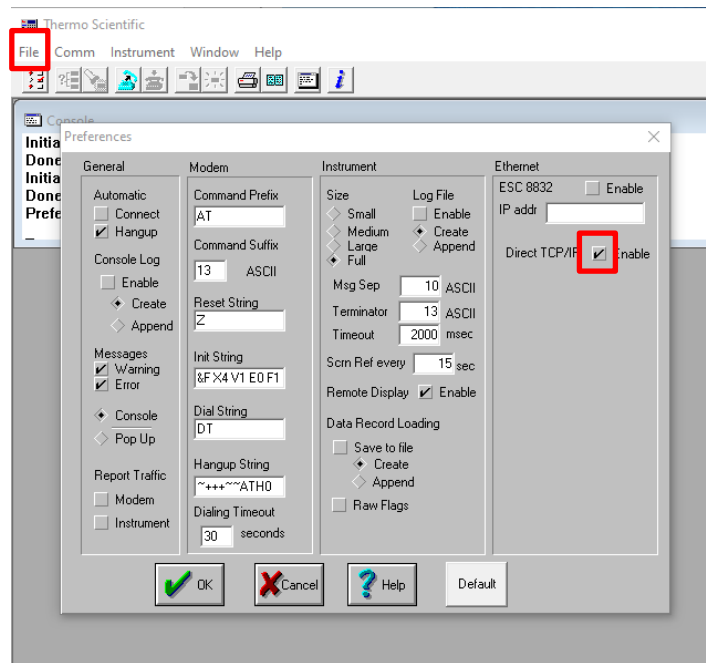 Thermo Scientific
File Comm Instrument Window Help
Console
Initia
Done
Initia
Done
Prefe
Preferences
General
Automatic
Connect
Hangup
Console Log
Enable
Create
Append
Messages
Warning
Error
Console
Pop Up
Report Traffic
Modem
Instrument
Modem
Command Prefix
AT
Command Suffix
13 ASCII
Reset String
Z
Init String
&F X4 V1 E0 F1
Dial String
DT
Hangup String
~+++~~ATH0
Dialing Timeout
30 seconds
Instrument
Size
Small
Medium
Large
Full
Log File
Enable
Create
Append
Msg Sep 10 ASCII
Terminator 13 ASCII
Timeout 2000 msec
Scrn Ref every 15 sec
Remote Display Enable
Data Record Loading
Save to file
Create
Append
Raw Flags
Ethernet
ESC 8832 Enable
IP addr
Direct TCP/IP Enable
OK Cancel ? Help Default